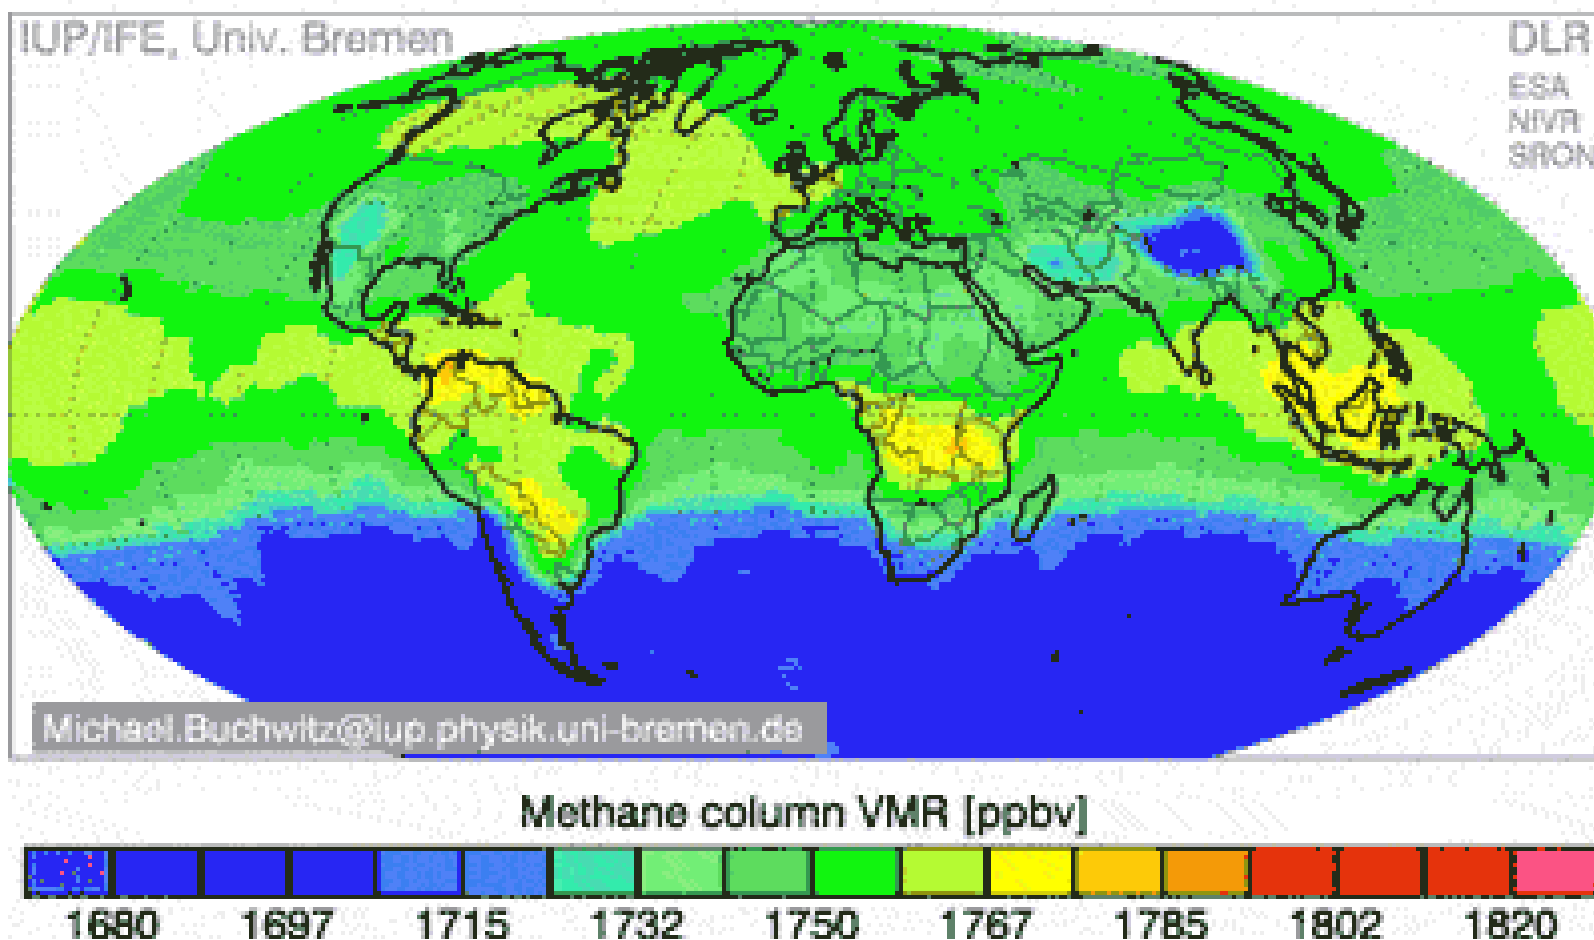 IUP/IFE, Univ. Bremen
DLR
ESA
NIVR
SRON
Michael.Buchwitz@iup.physik.uni-bremen.de
Methane column VMR [ppbv]
1680 1697 1715 1732 1750 1767 1785 1802 1820